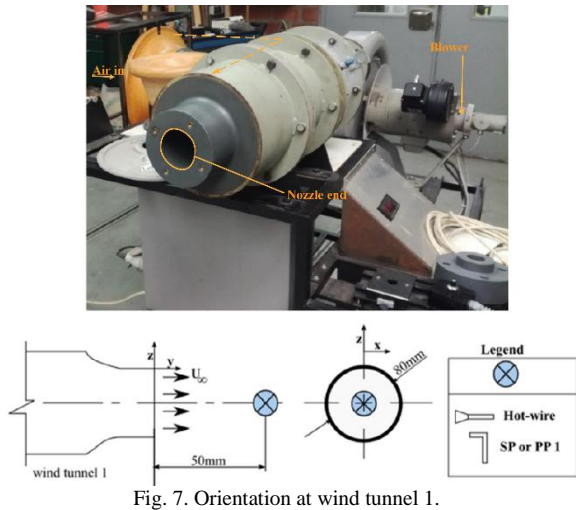 Blower
Air in
Nozzle end
z
y
U∞
50mm
wind tunnel 1
z
x
80mm
Legend
Hot-wire
SP or PP 1
Fig. 7. Orientation at wind tunnel 1.